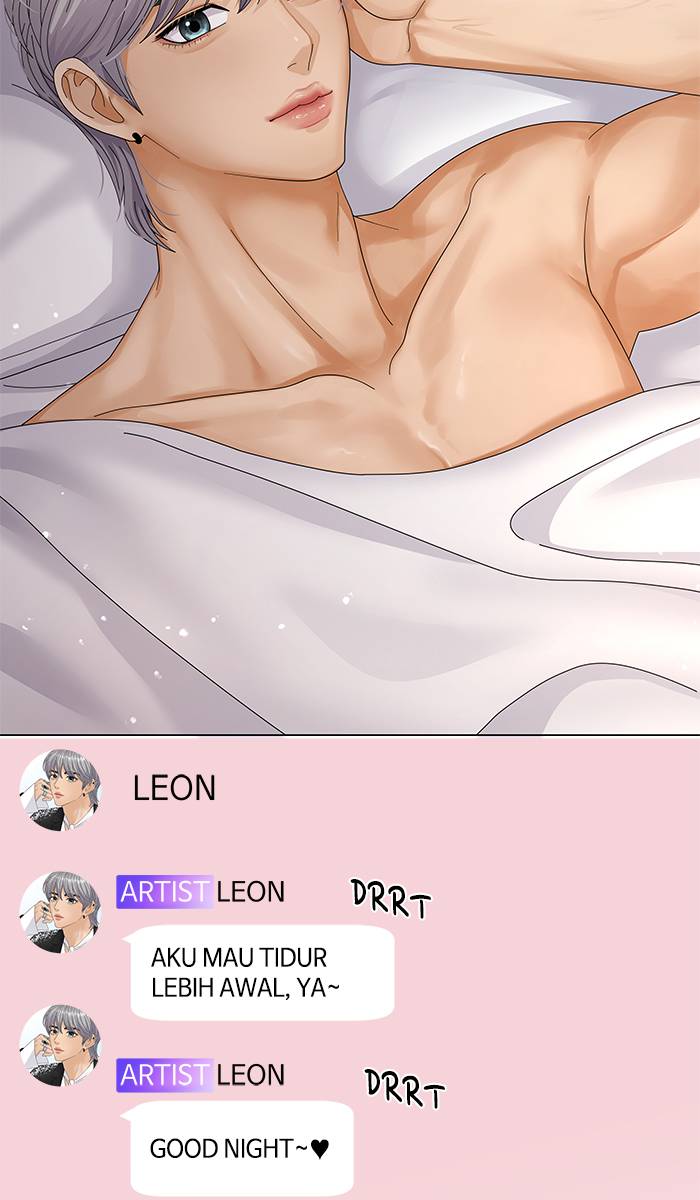 LEON
ARTIST LEON
DRRT
AKU MAU TIDUR
LEBIH AWAL, YA~
ARTIST LEON
DRRT
GOOD NIGHT~♥